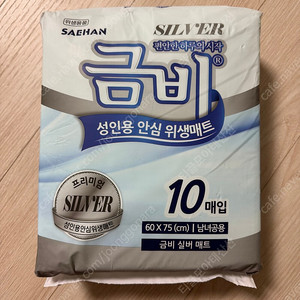 위생용품
SAEHAN
SILVER
편안한 하루의 시작
금비®
성인용 안심 위생매트
프리미엄
SILVER
성인용안심위생매트
10매입
60 X 75 (cm) | 남녀공용
금비 실버 매트